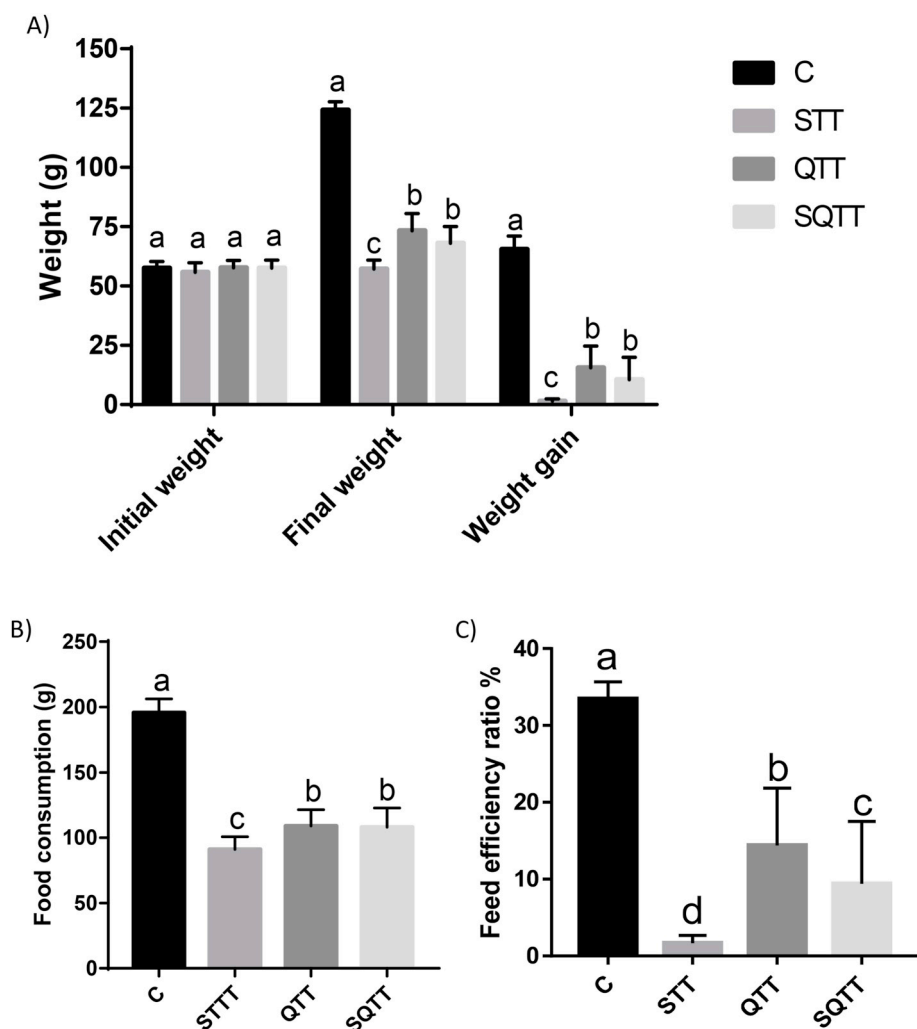 A)
Weight (g)
150
125
100
75
50
25
0
a a a a
a c b b
a c b b
Initial weight
Final weight
Weight gain
C
STT
QTT
SQTT
B)
Food consumption (g)
250
200
150
100
50
0
a c b b
C STTT QTT SQTT
C)
Feed efficiency ratio %
40
30
20
10
0
a d b c
C STT QTT SQTT